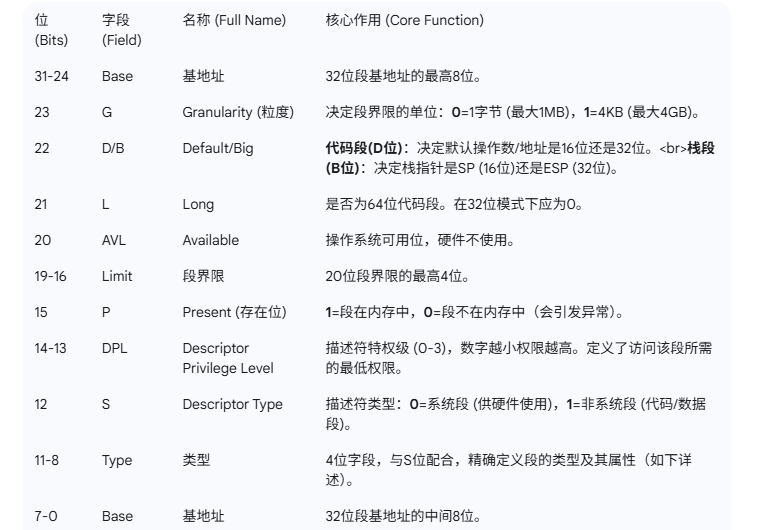 位 字段 名称 (Full Name) 核心作用 (Core Function)
(Bits) (Field)
31-24 Base 基地址 32位段基地址的最高8位。
23 G Granularity (粒度) 决定段界限的单位：0=1字节 (最大1MB)，1=4KB (最大4GB)。
22 D/B Default/Big 代码段(D位)：决定默认操作数/地址是16位还是32位。<br>栈段
(B位)：决定栈指针是SP (16位)还是ESP (32位)。
21 L Long 是否为64位代码段。在32位模式下应为0。
20 AVL Available 操作系统可用位，硬件不使用。
19-16 Limit 段界限 20位段界限的最高4位。
15 P Present (存在位) 1=段在内存中，0=段不在内存中（会引发异常）。
14-13 DPL Descriptor 描述符特权级 (0-3)，数字越小权限越高。定义了访问该段所需
Privilege Level 的最低权限。
12 S Descriptor Type 描述符类型：0=系统段 (供硬件使用)，1=非系统段 (代码/数据
段)。
11-8 Type 类型 4位字段，与S位配合，精确定义段的类型及其属性（如下详
述）。
7-0 Base 基地址 32位段基地址的中间8位。